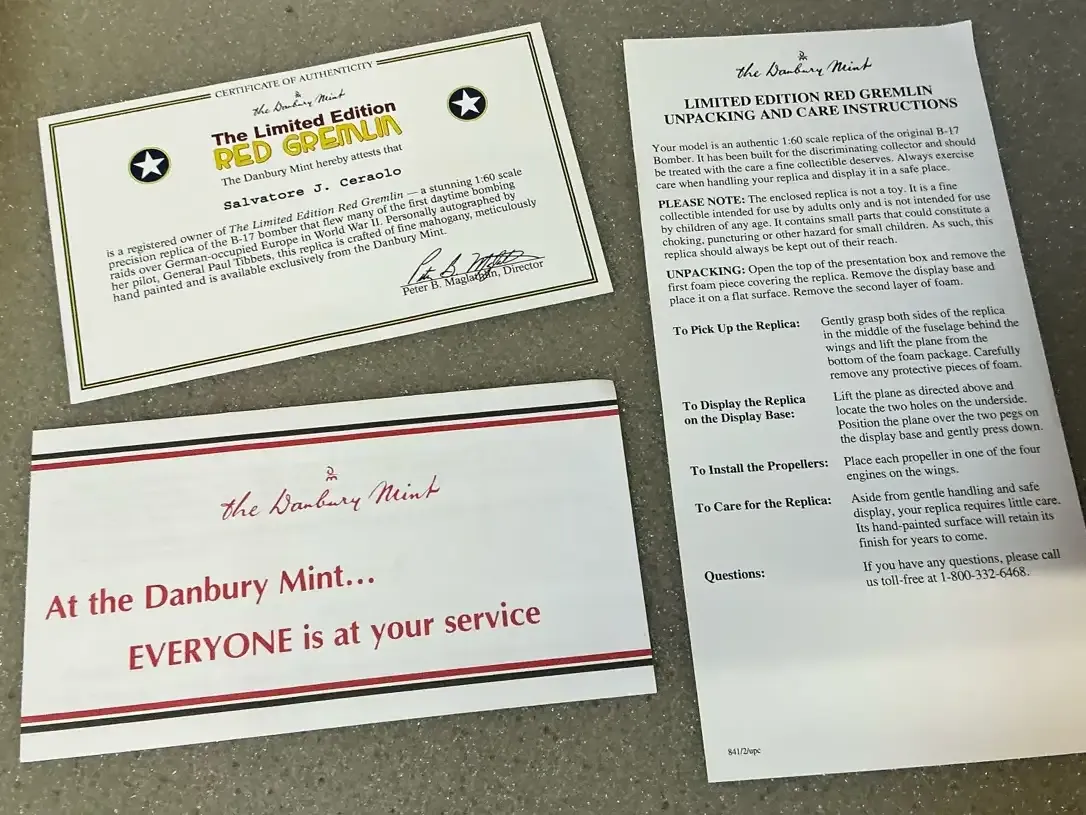 CERTIFICATE OF AUTHENTICITY
the Danbury Mint
The Limited Edition
RED GREMLIN
The Danbury Mint hereby attests that
Salvatore J. Ceraolo
is a registered owner of The Limited Edition Red Gremlin — a stunning 1:60 scale
precision replica of the B-17 bomber that flew many of the first daytime bombing
raids over German-occupied Europe in World War II. Personally autographed by
her pilot, General Paul Tibbets, this replica is crafted of fine mahogany, meticulously
hand painted and is available exclusively from the Danbury Mint.
Peter B. Maglathlin, Director
the Danbury Mint
At the Danbury Mint...
EVERYONE is at your service
the Danbury Mint
LIMITED EDITION RED GREMLIN
UNPACKING AND CARE INSTRUCTIONS
Your model is an authentic 1:60 scale replica of the original B-17
Bomber. It has been built for the discriminating collector and should
be treated with the care a fine collectible deserves. Always exercise
care when handling your replica and display it in a safe place.
PLEASE NOTE: The enclosed replica is not a toy. It is a fine
collectible intended for use by adults only and is not intended for use
by children of any age. It contains small parts that could constitute a
choking, puncturing or other hazard for small children. As such, this
replica should always be kept out of their reach.
UNPACKING: Open the top of the presentation box and remove the
first foam piece covering the replica. Remove the display base and
place it on a flat surface. Remove the second layer of foam.
To Pick Up the Replica:
Gently grasp both sides of the replica
in the middle of the fuselage behind the
wings and lift the plane from the
bottom of the foam package. Carefully
remove any protective pieces of foam.
To Display the Replica
on the Display Base:
Lift the plane as directed above and
locate the two holes on the underside.
Position the plane over the two pegs on
the display base and gently press down.
To Install the Propellers:
Place each propeller in one of the four
engines on the wings.
To Care for the Replica:
Aside from gentle handling and safe
display, your replica requires little care.
Its hand-painted surface will retain its
finish for years to come.
Questions:
If you have any questions, please call
us toll-free at 1-800-332-6468.
841/2/upc